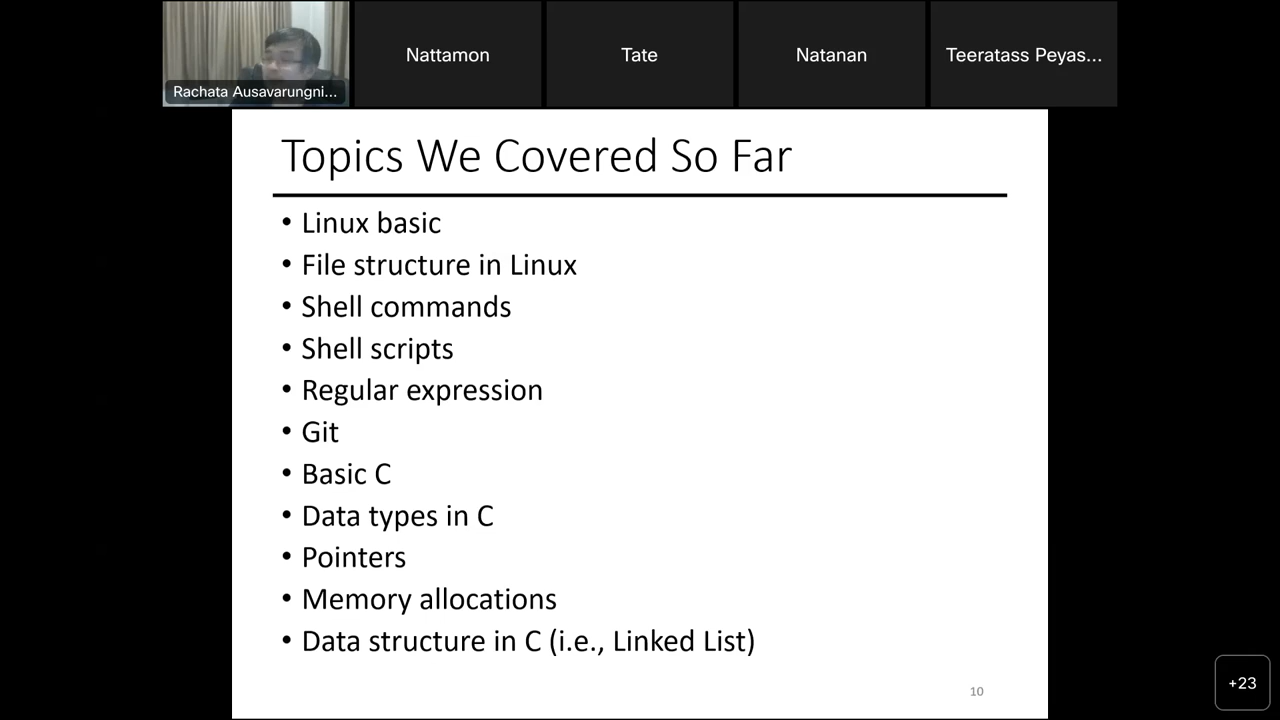 Rachata Ausavarungni...
Nattamon
Tate
Natanan
Teeratass Peyas...
Topics We Covered So Far
• Linux basic
• File structure in Linux
• Shell commands
• Shell scripts
• Regular expression
• Git
• Basic C
• Data types in C
• Pointers
• Memory allocations
• Data structure in C (i.e., Linked List)
10
+23